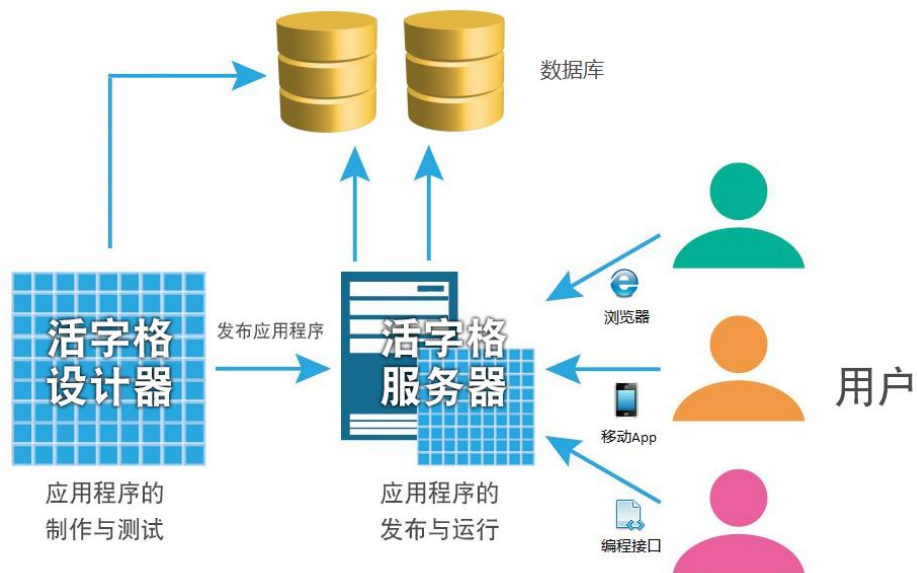 数据库
浏览器
活字格
设计器
发布应用程序
活字格
服务器
用户
移动App
应用程序的
制作与测试
应用程序的
发布与运行
编程接口